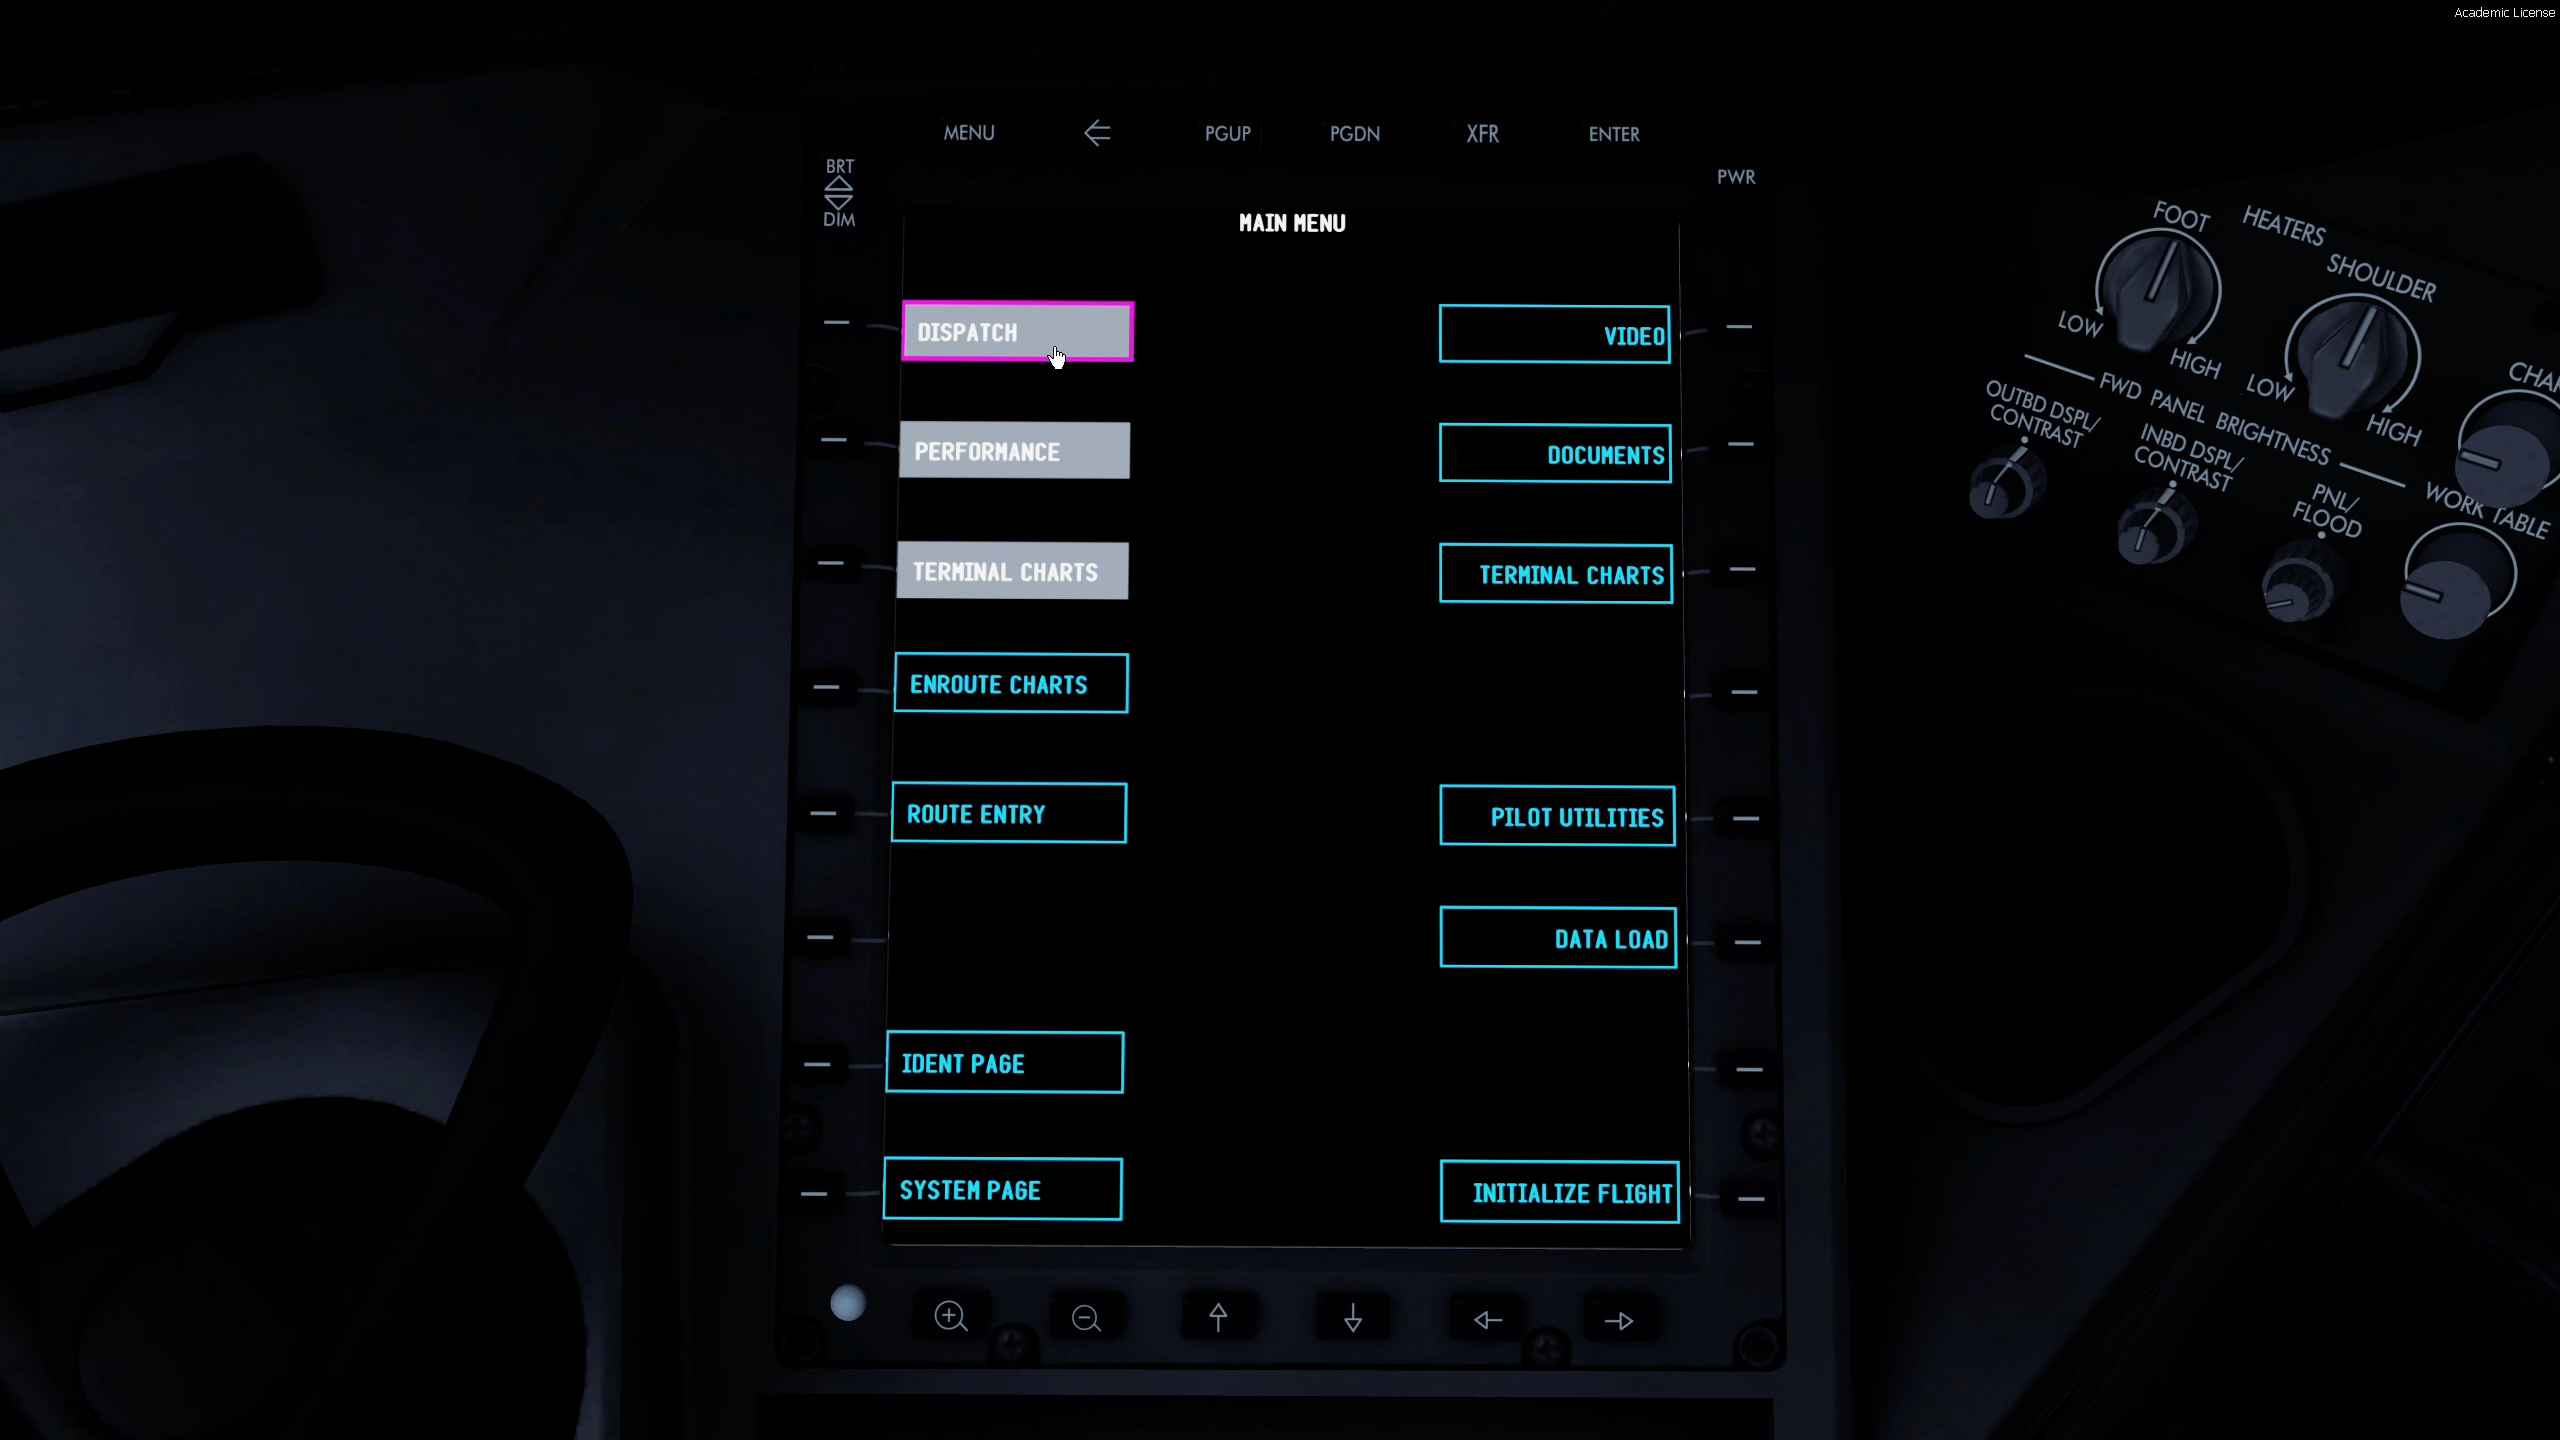 Academic License
MENU PGUP PGDN XFR ENTER
BRT
DIM
PWR
MAIN MENU
DISPATCH
PERFORMANCE
TERMINAL CHARTS
ENROUTE CHARTS
ROUTE ENTRY
IDENT PAGE
SYSTEM PAGE
VIDEO
DOCUMENTS
TERMINAL CHARTS
PILOT UTILITIES
DATA LOAD
INITIALIZE FLIGHT
HEATERS
FOOT
LOW
HIGH
SHOULDER
LOW
HIGH
FWD PANEL BRIGHTNESS
OUTBD DSPL/
CONTRAST
INBD DSPL/
CONTRAST
PNL/
FLOOD
WORK TABLE